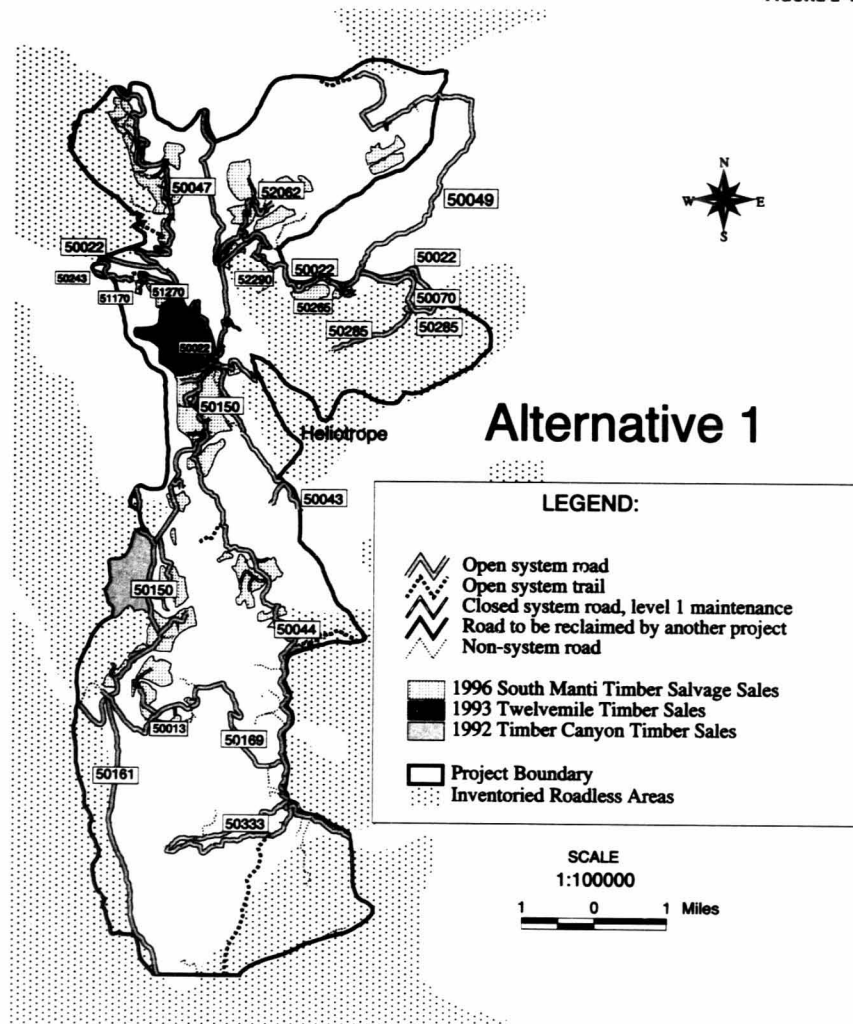 50047
52062
50049
N
W E
S
50022
50022
50022
50243
52290
51170
51270
50265
50070
50285
50285
50022
50150
Heliotrope
Alternative 1
50043
LEGEND:
Open system road
Open system trail
Closed system road, level 1 maintenance
Road to be reclaimed by another project
Non-system road
1996 South Manti Timber Salvage Sales
1993 Twelvemile Timber Sales
1992 Timber Canyon Timber Sales
Project Boundary
Inventoried Roadless Areas
50150
50044
50013
50169
50161
50333
SCALE
1:100000
1 0 1 Miles